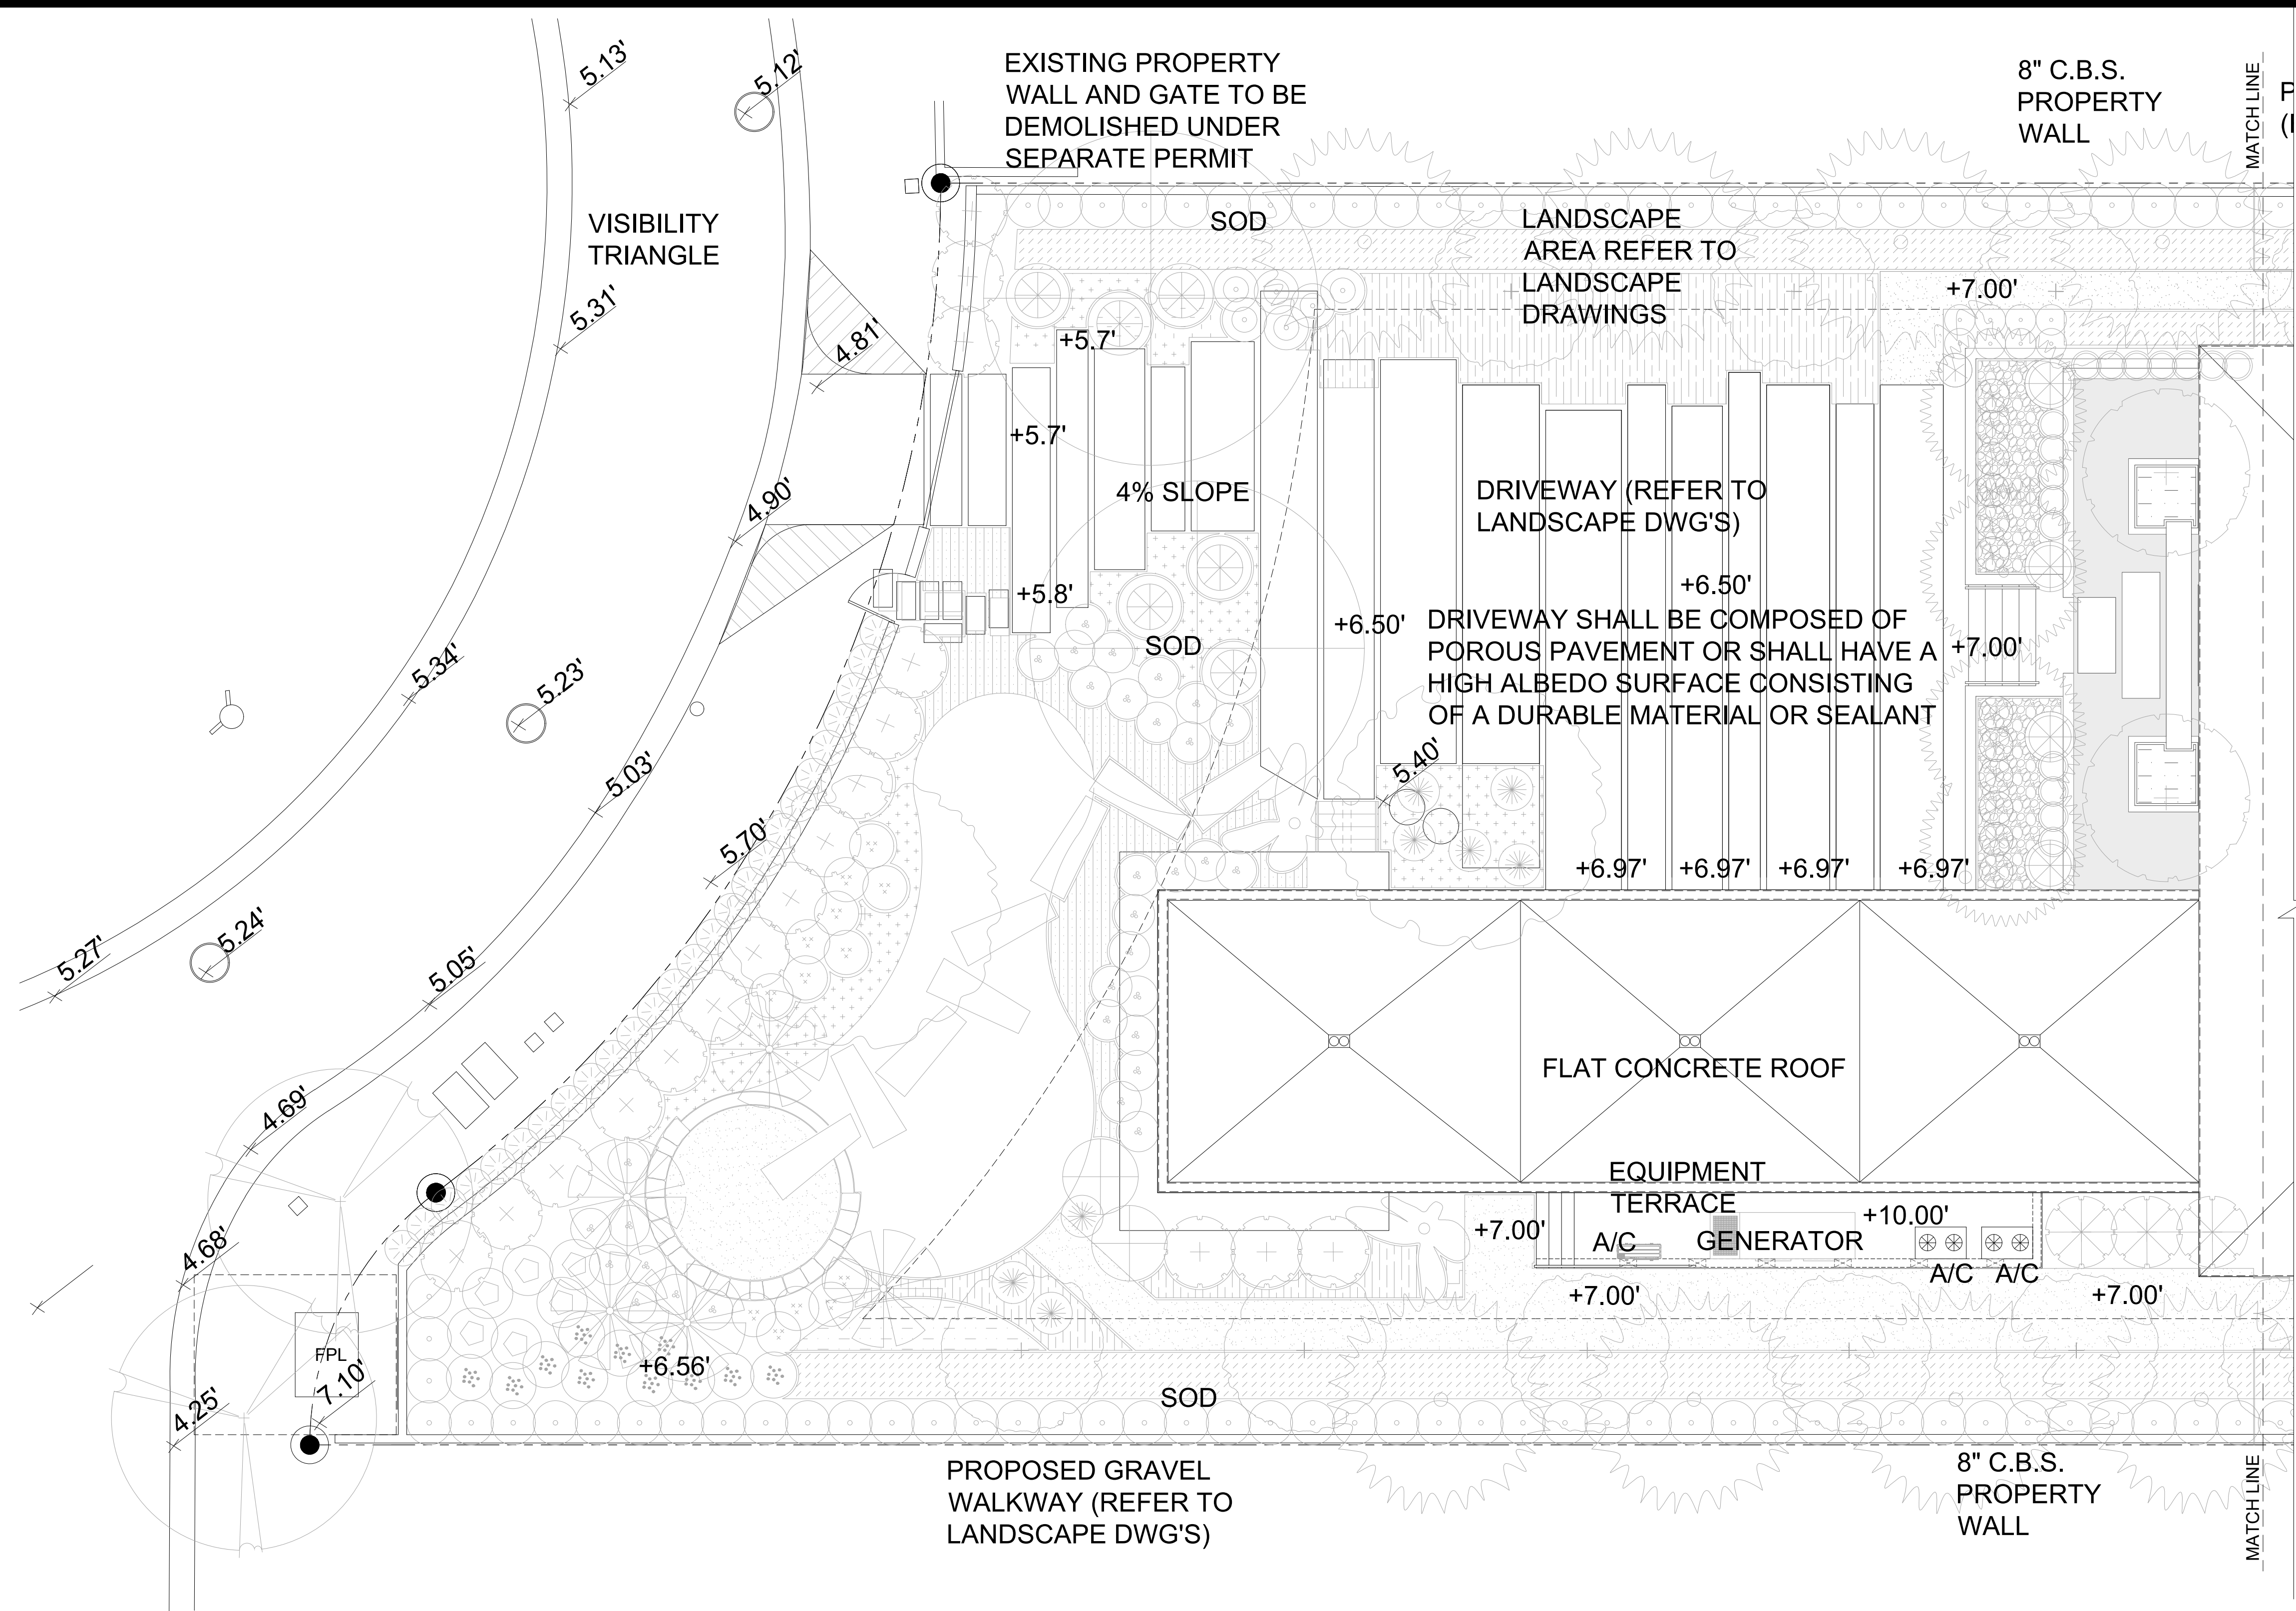 5.13'
5.12'
EXISTING PROPERTY
WALL AND GATE TO BE
DEMOLISHED UNDER
SEPARATE PERMIT
8" C.B.S.
PROPERTY
WALL
MATCH LINE
VISIBILITY
TRIANGLE
SOD
LANDSCAPE
AREA REFER TO
LANDSCAPE
DRAWINGS
+7.00'
5.31'
4.81'
+5.7'
+5.7'
4.90'
4% SLOPE
DRIVEWAY (REFER TO
LANDSCAPE DWG'S)
+5.8'
+6.50'
+6.50'
DRIVEWAY SHALL BE COMPOSED OF
POROUS PAVEMENT OR SHALL HAVE A
HIGH ALBEDO SURFACE CONSISTING
OF A DURABLE MATERIAL OR SEALANT
+7.00'
SOD
5.34'
5.23'
5.03'
5.40'
5.70'
+6.97'
+6.97'
+6.97'
+6.97'
5.24'
5.27'
5.05'
FLAT CONCRETE ROOF
4.69'
EQUIPMENT
TERRACE
+7.00'
+10.00'
A/C
GENERATOR
A/C
A/C
4.68'
+7.00'
+7.00'
FPL
7.10'
+6.56'
SOD
4.25'
PROPOSED GRAVEL
WALKWAY (REFER TO
LANDSCAPE DWG'S)
8" C.B.S.
PROPERTY
WALL
MATCH LINE